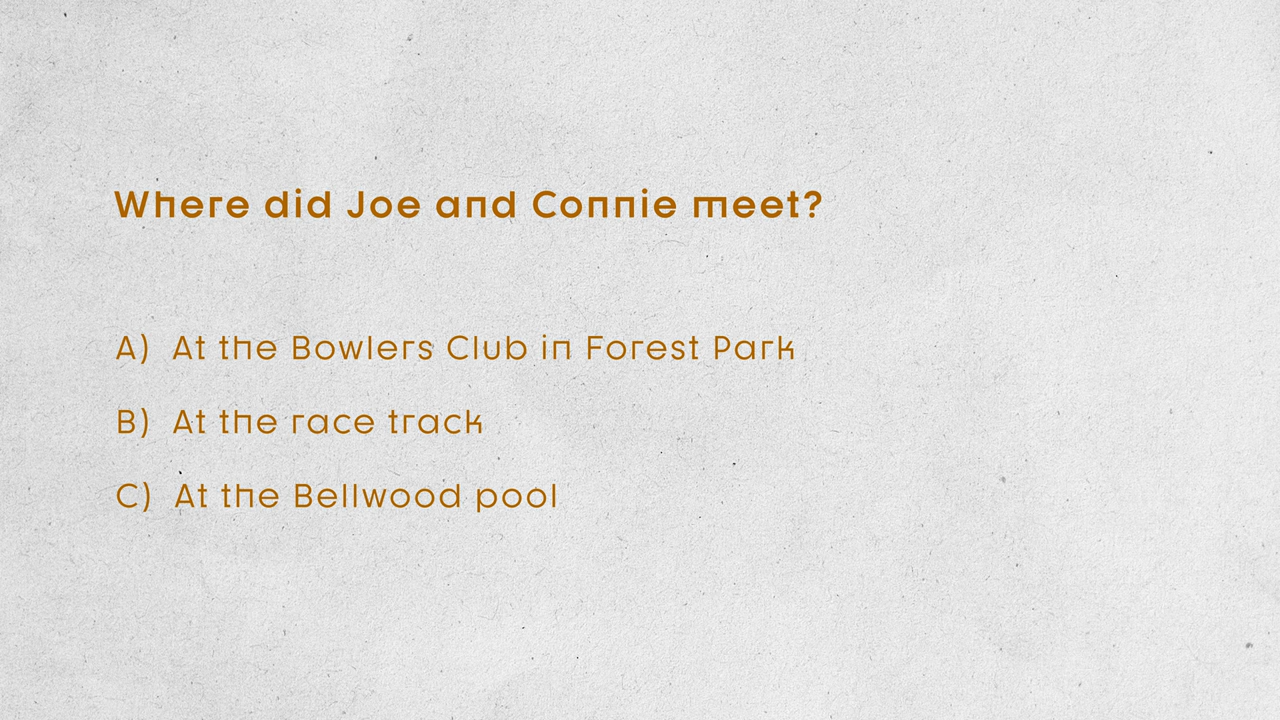 Where did Joe and Connie meet?
A) At the Bowlers Club in Forest Park
B) At the race track
C) At the Bellwood pool